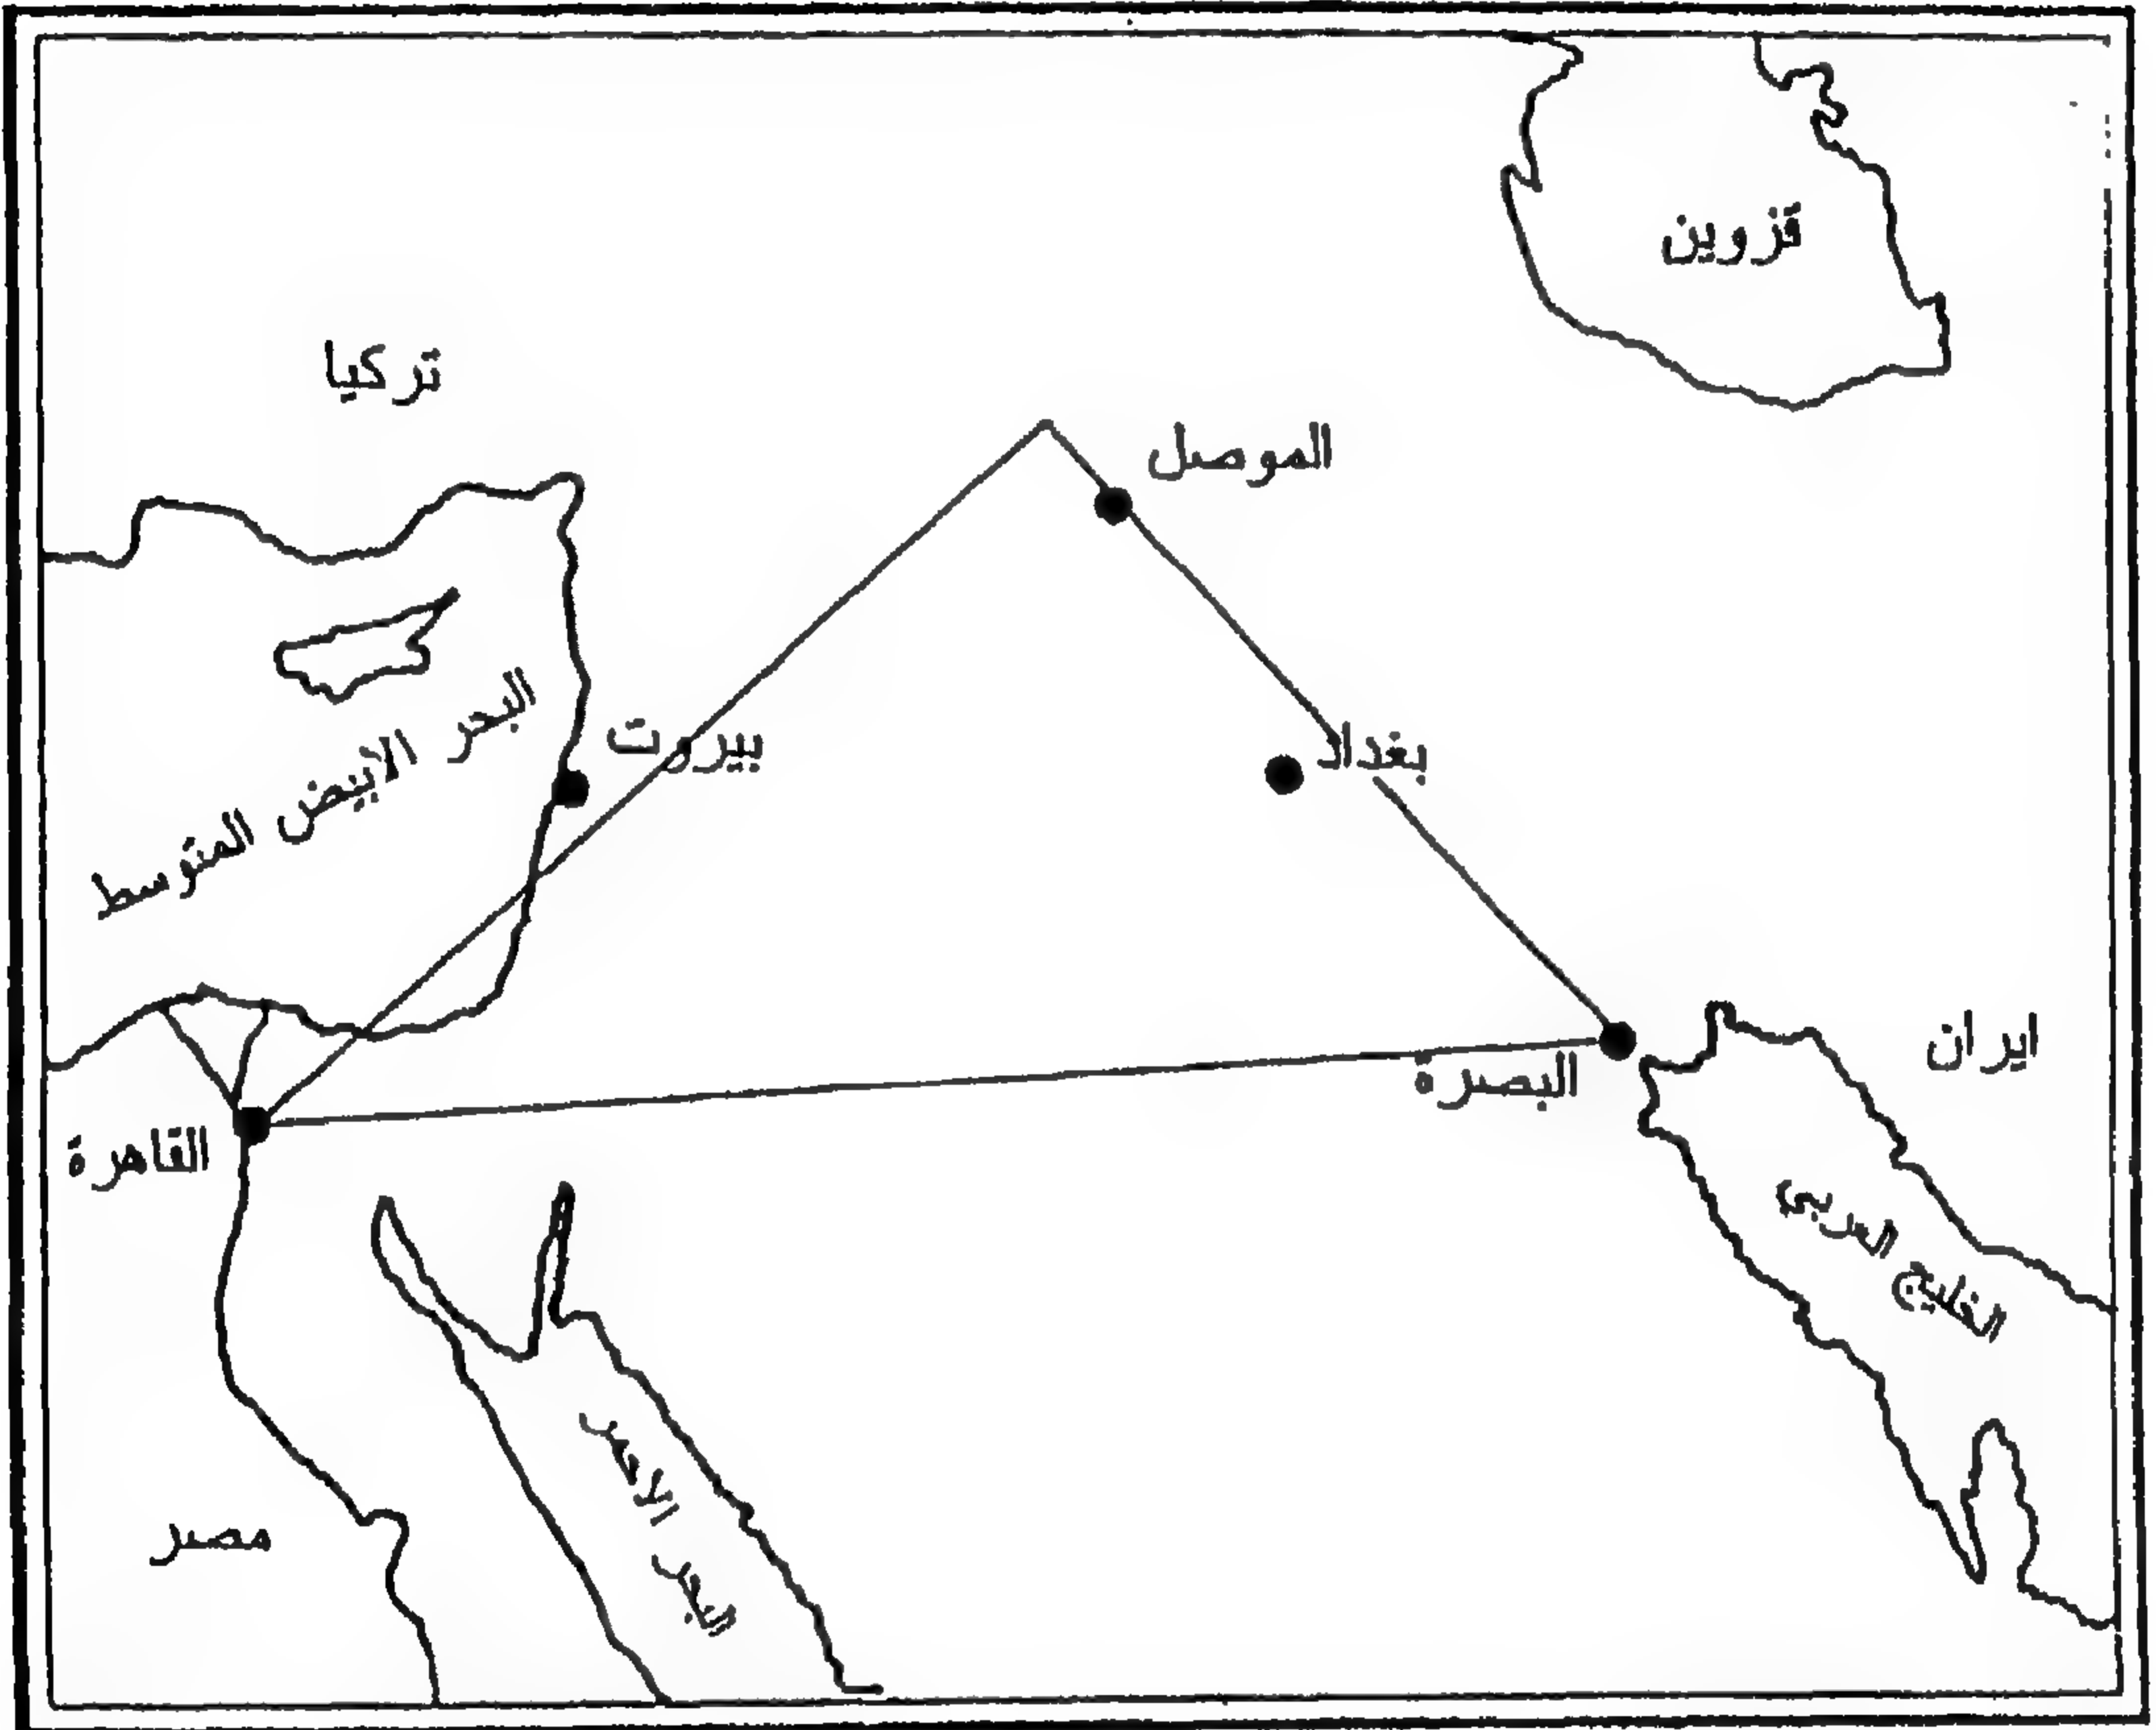 قزوين
تركيا
الموصل
بيروت
بغداد
البحر الابيض المتوسط
ايران
البصرة
القاهرة
الخليج العربي
البحر الاحمر
مصر